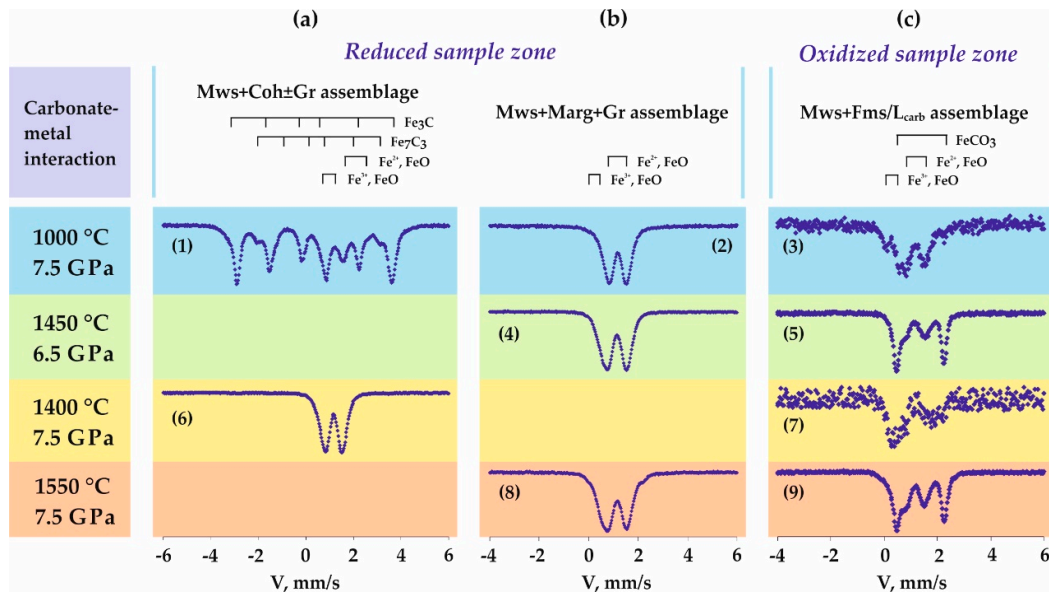 (a)
(b)
(c)
Reduced sample zone
Oxidized sample zone
Carbonate-
metal
interaction
Mws+Coh±Gr assemblage
Fe₃C
Fe₇C₃
Fe²⁺, FeO
Fe³⁺, FeO
Mws+Marg+Gr assemblage
Fe²⁺, FeO
Fe³⁺, FeO
Mws+Fms/L_carb assemblage
FeCO₃
Fe²⁺, FeO
Fe³⁺, FeO
1000 °C
7.5 GPa
(1)
(2)
(3)
1450 °C
6.5 GPa
(4)
(5)
1400 °C
7.5 GPa
(6)
(7)
1550 °C
7.5 GPa
(8)
(9)
-6 -4 -2 0 2 4 6
V, mm/s
-4 -2 0 2 4 6
V, mm/s
-4 -2 0 2 4 6
V, mm/s